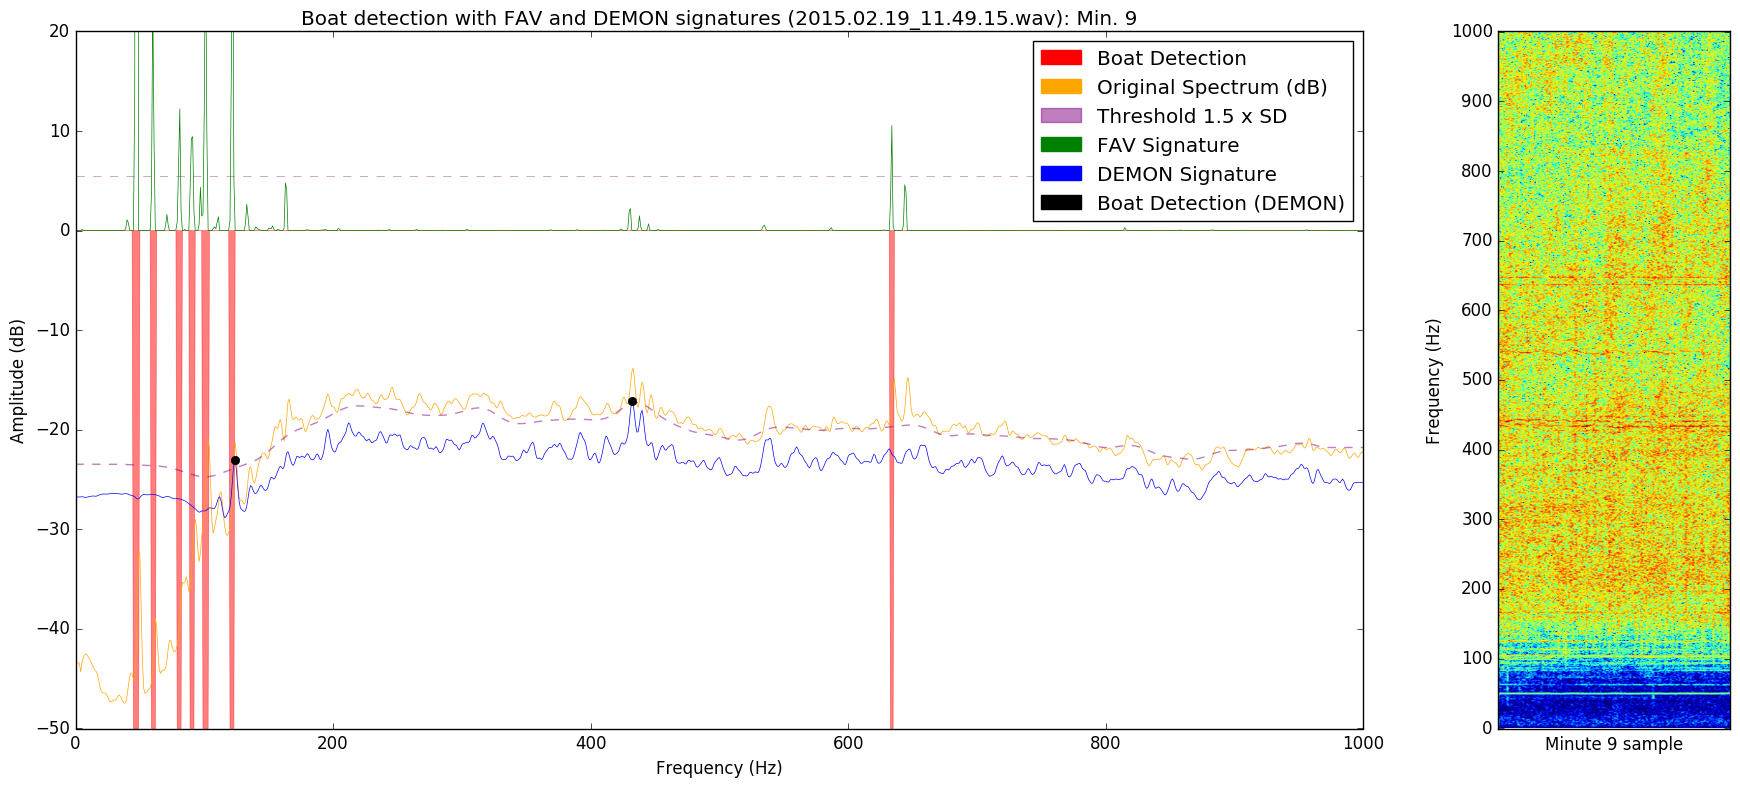 Boat detection with FAV and DEMON signatures (2015.02.19_11.49.15.wav): Min. 9
20
10
0
−10
−20
−30
−40
−50
Amplitude (dB)
0 200 400 600 800 1000
Frequency (Hz)
Boat Detection
Original Spectrum (dB)
Threshold 1.5 x SD
FAV Signature
DEMON Signature
Boat Detection (DEMON)
1000
900
800
700
600
500
400
300
200
100
0
Frequency (Hz)
Minute 9 sample